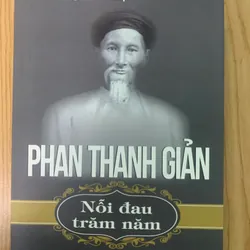 PHAN THANH GIẢN
Nỗi đau
trăm năm